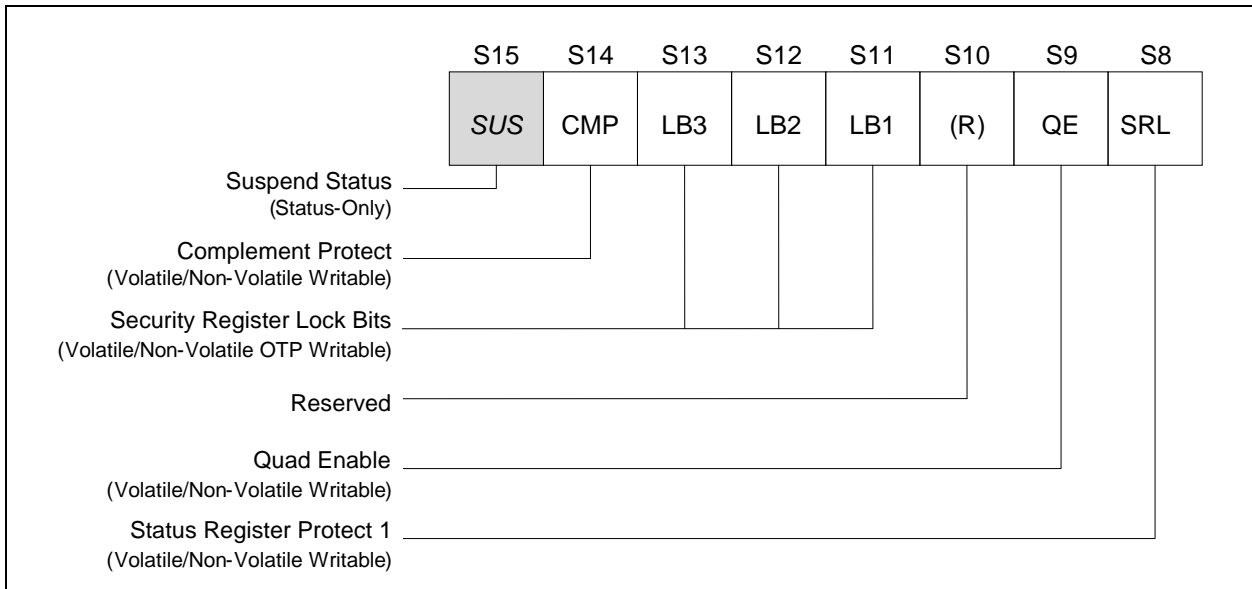 S15 S14 S13 S12 S11 S10 S9 S8
SUS CMP LB3 LB2 LB1 (R) QE SRL
Suspend Status
(Status-Only)
Complement Protect
(Volatile/Non-Volatile Writable)
Security Register Lock Bits
(Volatile/Non-Volatile OTP Writable)
Reserved
Quad Enable
(Volatile/Non-Volatile Writable)
Status Register Protect 1
(Volatile/Non-Volatile Writable)